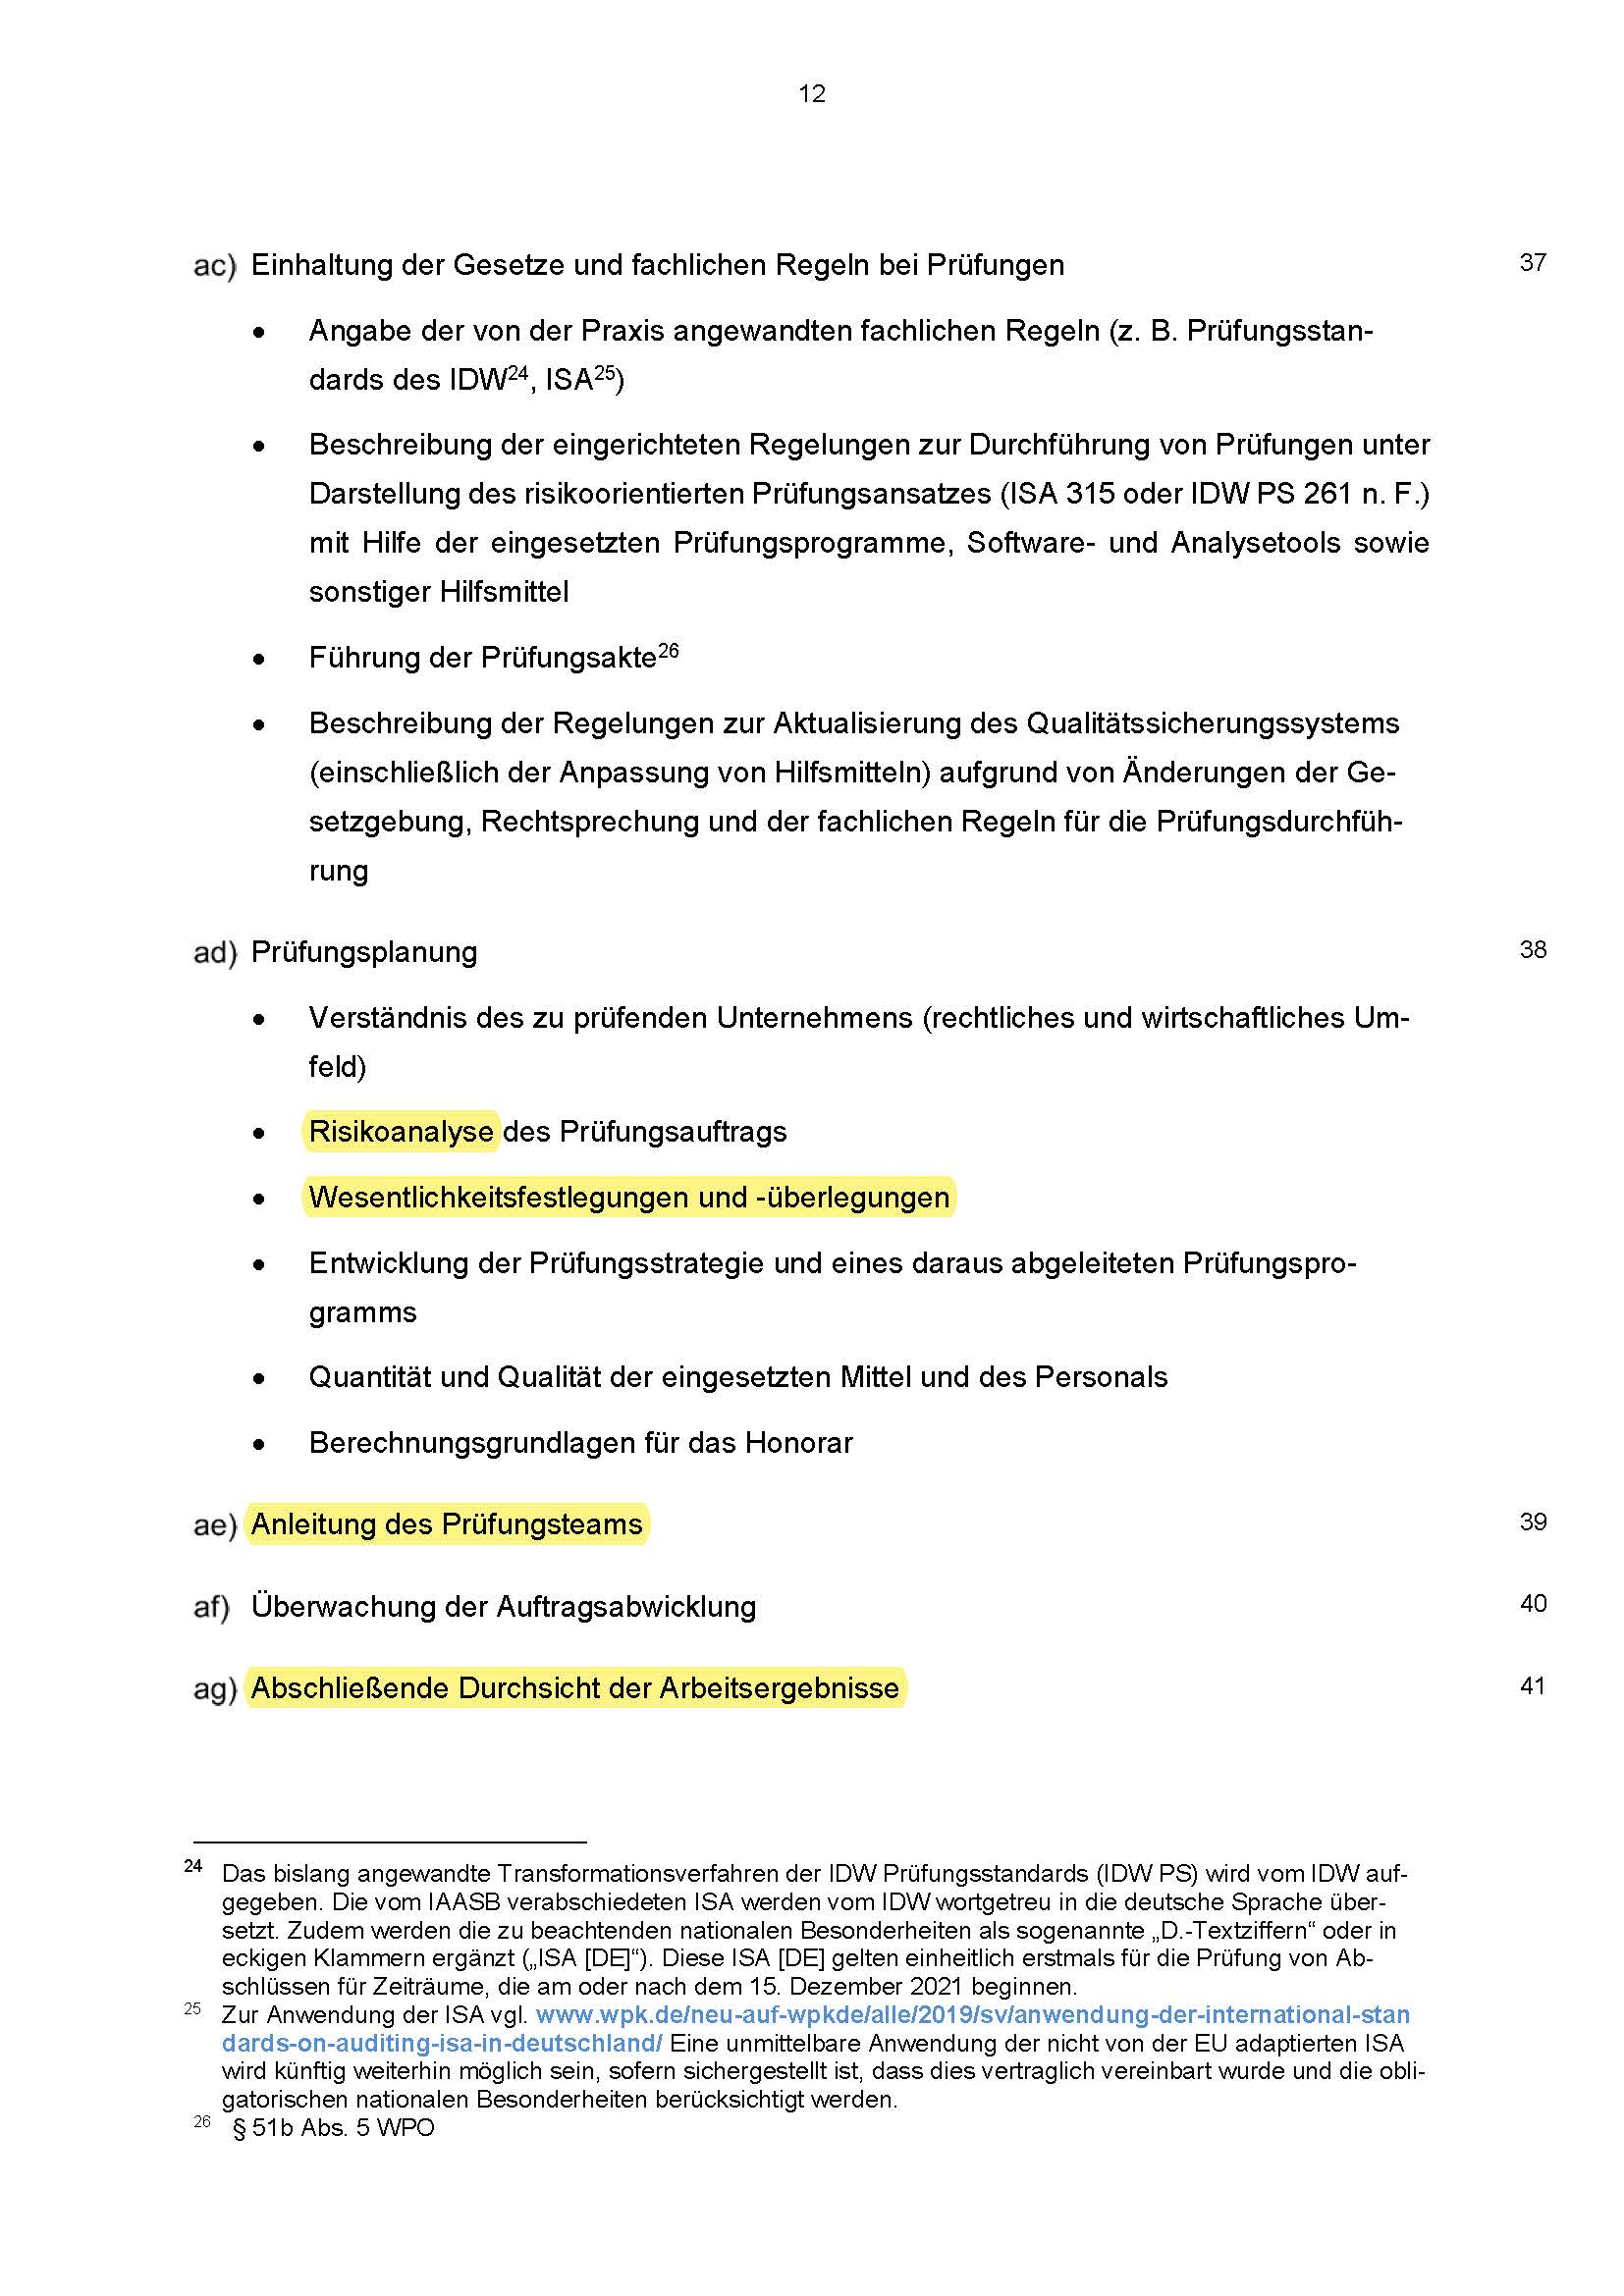 12
ac) Einhaltung der Gesetze und fachlichen Regeln bei Prüfungen 37
• Angabe der von der Praxis angewandten fachlichen Regeln (z. B. Prüfungsstan-
dards des IDW24, ISA25)
• Beschreibung der eingerichteten Regelungen zur Durchführung von Prüfungen unter
Darstellung des risikoorientierten Prüfungsansatzes (ISA 315 oder IDW PS 261 n. F.)
mit Hilfe der eingesetzten Prüfungsprogramme, Software- und Analysetools sowie
sonstiger Hilfsmittel
• Führung der Prüfungsakte26
• Beschreibung der Regelungen zur Aktualisierung des Qualitätssicherungssystems
(einschließlich der Anpassung von Hilfsmitteln) aufgrund von Änderungen der Ge-
setzgebung, Rechtsprechung und der fachlichen Regeln für die Prüfungsdurchfüh-
rung
ad) Prüfungsplanung 38
• Verständnis des zu prüfenden Unternehmens (rechtliches und wirtschaftliches Um-
feld)
• Risikoanalyse des Prüfungsauftrags
• Wesentlichkeitsfestlegungen und -überlegungen
• Entwicklung der Prüfungsstrategie und eines daraus abgeleiteten Prüfungspro-
gramms
• Quantität und Qualität der eingesetzten Mittel und des Personals
• Berechnungsgrundlagen für das Honorar
ae) Anleitung des Prüfungsteams 39
af) Überwachung der Auftragsabwicklung 40
ag) Abschließende Durchsicht der Arbeitsergebnisse 41
24 Das bislang angewandte Transformationsverfahren der IDW Prüfungsstandards (IDW PS) wird vom IDW auf-
gegeben. Die vom IAASB verabschiedeten ISA werden vom IDW wortgetreu in die deutsche Sprache über-
setzt. Zudem werden die zu beachtenden nationalen Besonderheiten als sogenannte „D.-Textziffern“ oder in
eckigen Klammern ergänzt („ISA [DE]“). Diese ISA [DE] gelten einheitlich erstmals für die Prüfung von Ab-
schlüssen für Zeiträume, die am oder nach dem 15. Dezember 2021 beginnen.
25 Zur Anwendung der ISA vgl. www.wpk.de/neu-auf-wpkde/alle/2019/sv/anwendung-der-international-stan
dards-on-auditing-isa-in-deutschland/ Eine unmittelbare Anwendung der nicht von der EU adaptierten ISA
wird künftig weiterhin möglich sein, sofern sichergestellt ist, dass dies vertraglich vereinbart wurde und die obli-
gatorischen nationalen Besonderheiten berücksichtigt werden.
26 § 51b Abs. 5 WPO